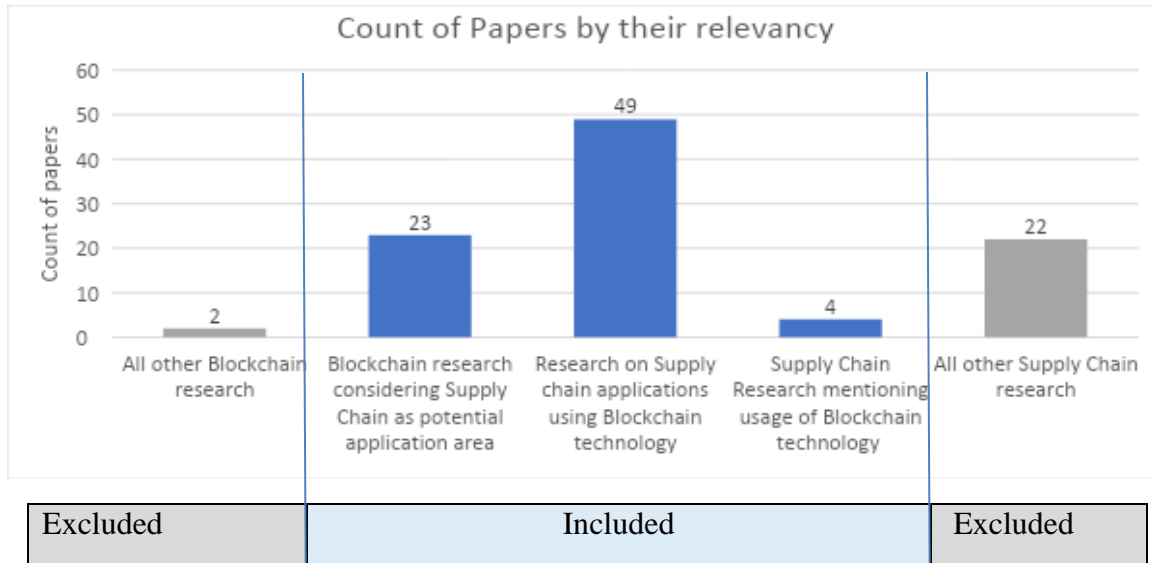 Count of Papers by their relevancy
Count of papers
60
50
40
30
20
10
0
2
23
49
4
22
All other Blockchain
research
Blockchain research
considering Supply
Chain as potential
application area
Research on Supply
chain applications
using Blockchain
technology
Supply Chain
Research mentioning
usage of Blockchain
technology
All other Supply Chain
research
Excluded
Included
Excluded